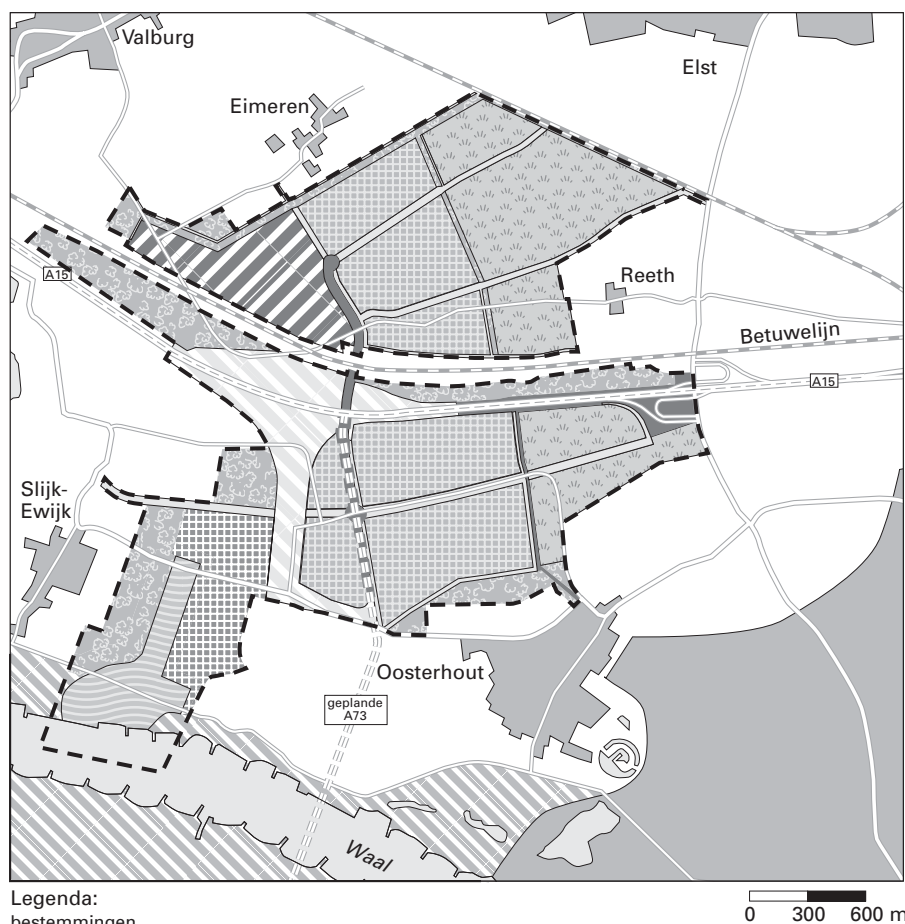 Valburg
Elst
Eimeren
Reeth
A15
Betuwelijn
A15
Slijk-
Ewijk
Oosterhout
geplande
A73
Waal
Legenda:
bestemmingen
0 300 600 m